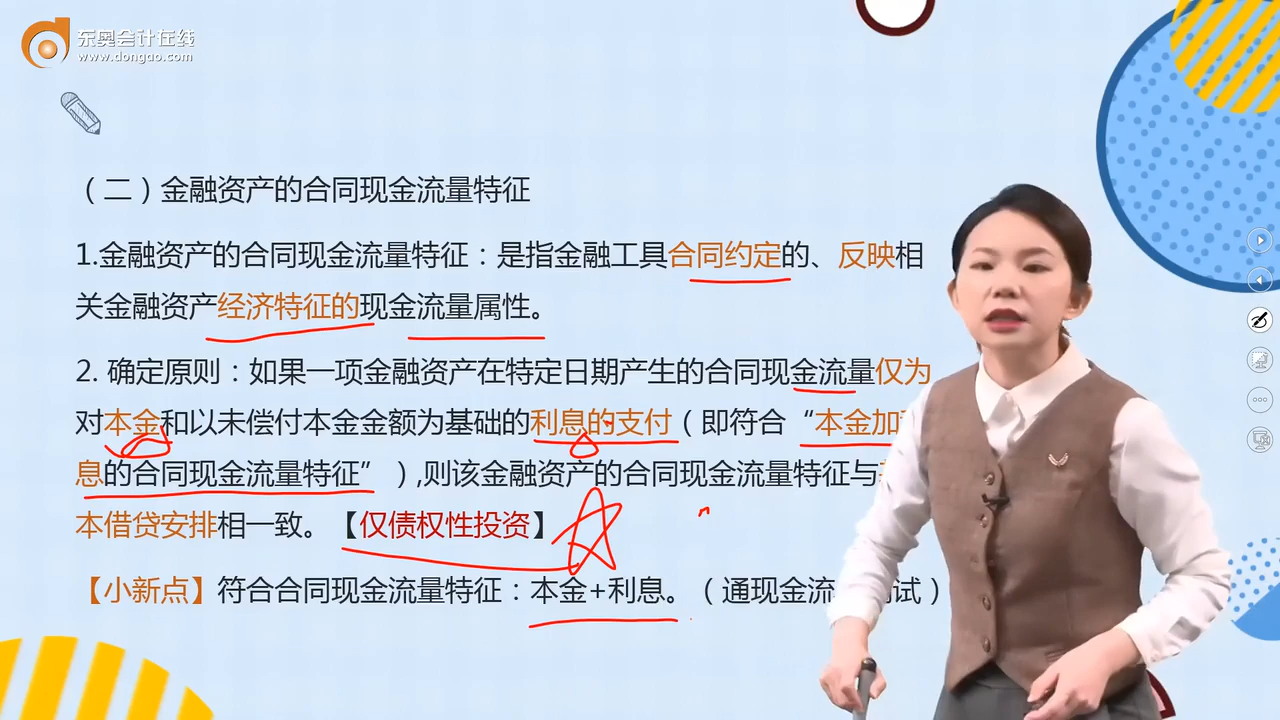 东奥会计在线
www.dongao.com
（二）金融资产的合同现金流量特征
1.金融资产的合同现金流量特征：是指金融工具合同约定的、反映相
关金融资产经济特征的现金流量属性。
2. 确定原则：如果一项金融资产在特定日期产生的合同现金流量仅为
对本金和以未偿付本金金额为基础的利息的支付（即符合“本金加
息的合同现金流量特征”）,则该金融资产的合同现金流量特征与
本借贷安排相一致。【仅债权性投资】
【小新点】符合合同现金流量特征：本金+利息。（通现金流 试）